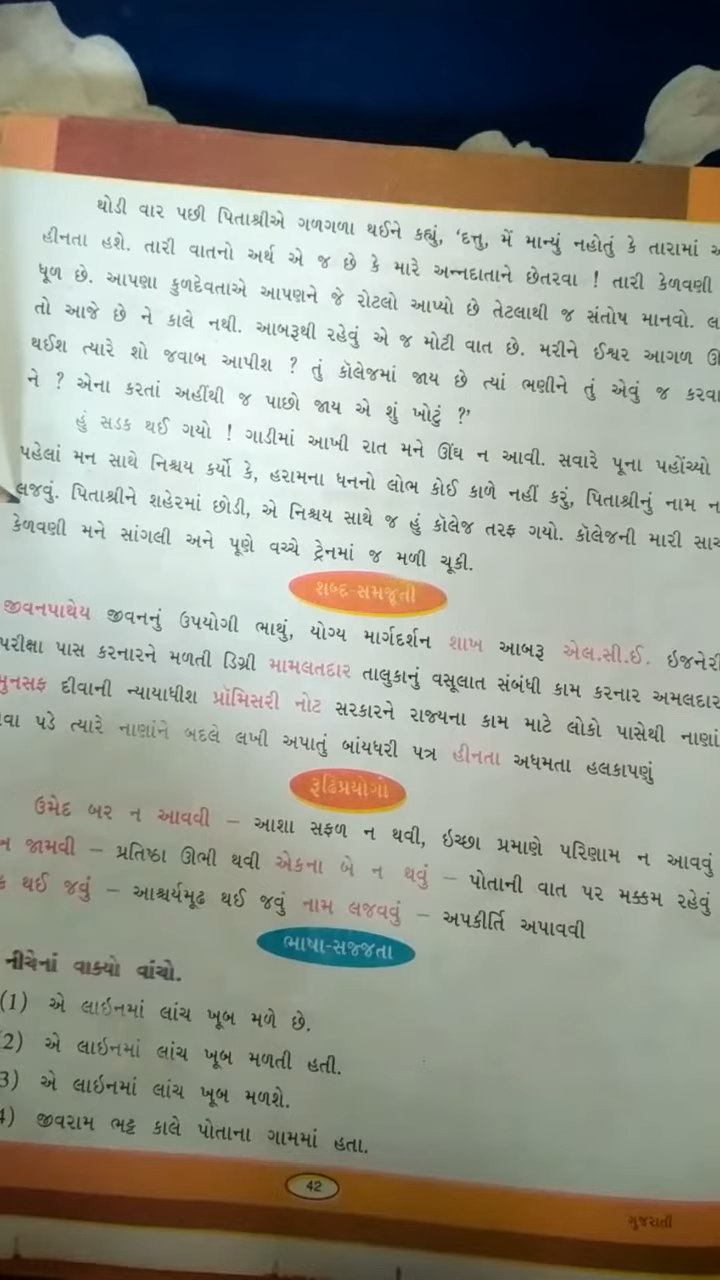 થોડી વાર પછી પિતાશ્રીએ ગળગળા થઈને કહ્યું, ‘દત્તુ, મેં માન્યું નહોતું કે તારામાં
હીનતા હશે. તારી વાતનો અર્થ એ જ છે કે મારે અન્નદાતાને છેતરવા ! તારી કેળવણી
ધૂળ છે. આપણા કુળદેવતાએ આપણને જે રોટલો આપ્યો છે તેટલાથી જ સંતોષ માનવો.
તો આજે છે ને કાલે નથી. આબરૂથી રહેવું એ જ મોટી વાત છે. મરીને ઈશ્વર આગળ
થઈશ ત્યારે શો જવાબ આપીશ ? તું કૉલેજમાં જાય છે ત્યાં ભણીને તું એવું જ કરવા
ને ? એના કરતાં અહીંથી જ પાછો જાય એ શું ખોટું ?’
હું સડક થઈ ગયો ! ગાડીમાં આખી રાત મને ઊંઘ ન આવી. સવારે પૂના પહોંચ્યો
પહેલાં મન સાથે નિશ્ચય કર્યો કે, હરામના ધનનો લોભ કોઈ કાળે નહીં કરું, પિતાશ્રીનું નામ
લજવું. પિતાશ્રીને શહેરમાં છોડી, એ નિશ્ચય સાથે જ હું કૉલેજ તરફ ગયો. કૉલેજની મારી
કેળવણી મને સાંગલી અને પૂણે વચ્ચે ટ્રેનમાં જ મળી ચૂકી.
શબ્દ-સમજૂતી
જીવનપાથેય જીવનનું ઉપયોગી ભાથું, યોગ્ય માર્ગદર્શન શાખ આબરૂ એલ.સી.ઈ. ઇજનેરી
પરીક્ષા પાસ કરનારને મળતી ડિગ્રી મામલતદાર તાલુકાનું વસૂલાત સંબંધી કામ કરનાર અમલદાર
મુનસફ દીવાની ન્યાયાધીશ પ્રૉમિસરી નોટ સરકારને રાજ્યના કામ માટે લોકો પાસેથી નાણાં
પડે ત્યારે નાણાંને બદલે લખી અપાતું બાંયધરી પત્ર હીનતા અધમતા હલકાપણું
રૂઢિપ્રયોગો
ઉમેદ બર ન આવવી – આશા સફળ ન થવી, ઇચ્છા પ્રમાણે પરિણામ ન આવવું
જામવી – પ્રતિષ્ઠા ઊભી થવી એકના બે ન થવું – પોતાની વાત પર મક્કમ રહેવું
થઈ જવું – આશ્ચર્યમૂઢ થઈ જવું નામ લજવવું – અપકીર્તિ અપાવવી
ભાષા-સજ્જતા
નીચેનાં વાક્યો વાંચો.
(1) એ લાઇનમાં લાંચ ખૂબ મળે છે.
2) એ લાઇનમાં લાંચ ખૂબ મળતી હતી.
3) એ લાઇનમાં લાંચ ખૂબ મળશે.
4) જીવરામ ભટ્ટ કાલે પોતાના ગામમાં હતા.
42
ગુજરાતી